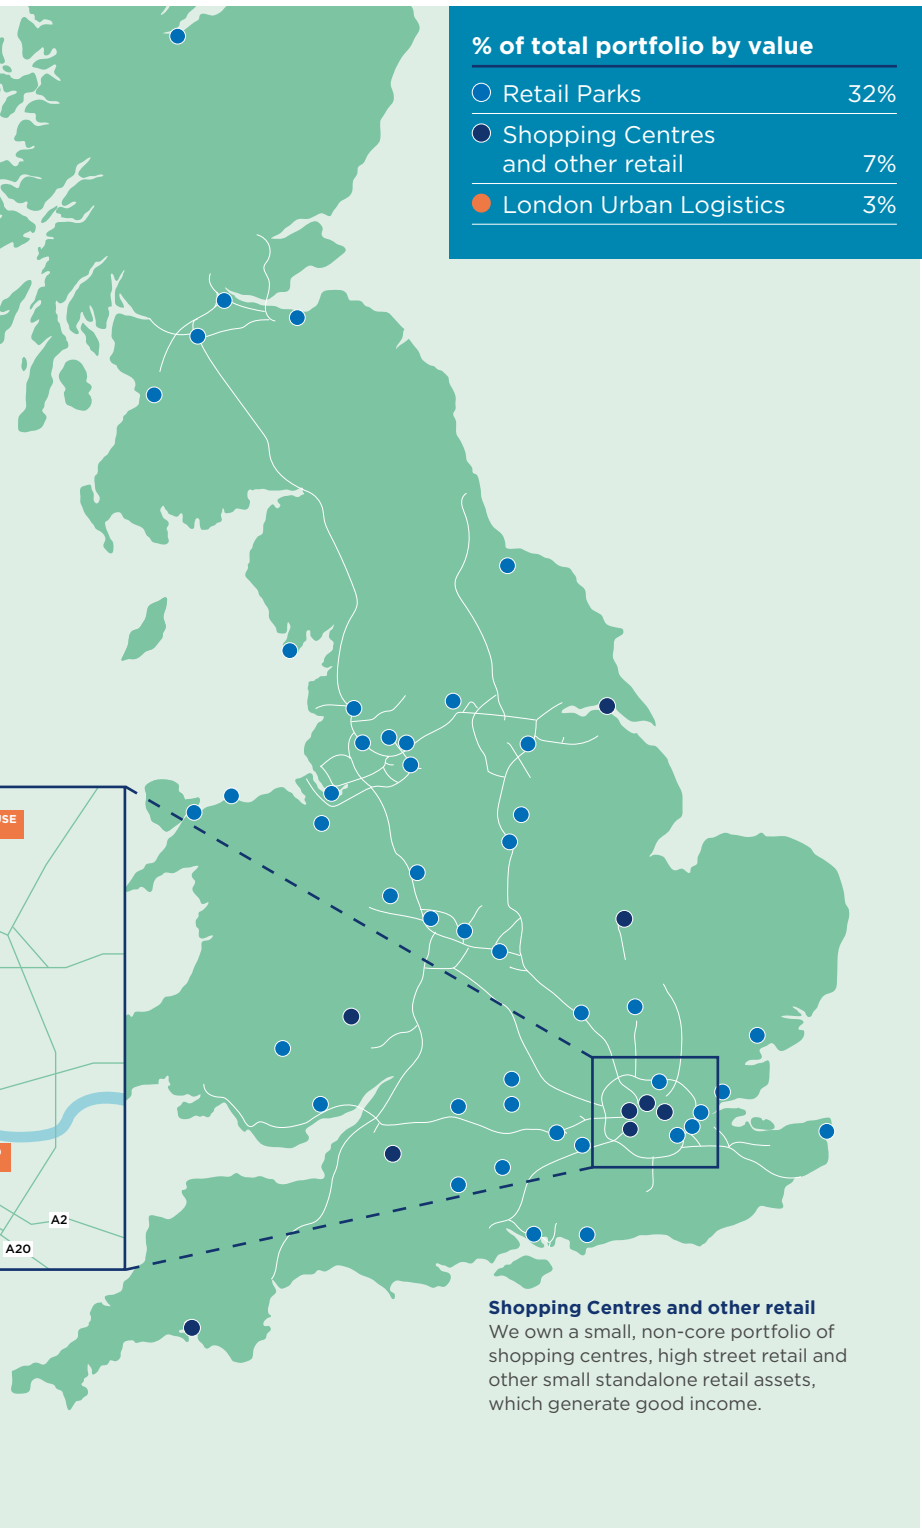 % of total portfolio by value
Retail Parks 32%
Shopping Centres
and other retail 7%
London Urban Logistics 3%
A2
A20
Shopping Centres and other retail
We own a small, non-core portfolio of
shopping centres, high street retail and
other small standalone retail assets,
which generate good income.